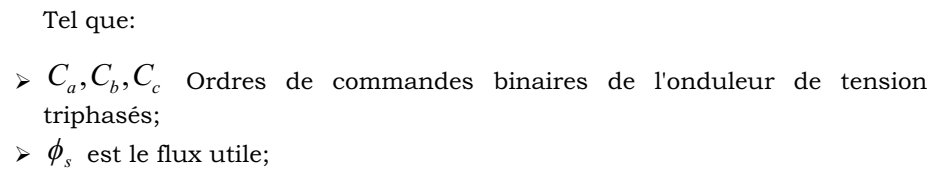 Tel que:
➢ C_a, C_b, C_c Ordres de commandes binaires de l'onduleur de tension
triphasés;
➢ ϕ_s est le flux utile;